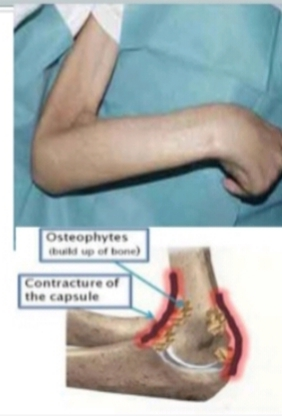 Osteophytes
(build up of bone)
Contracture of
the capsule